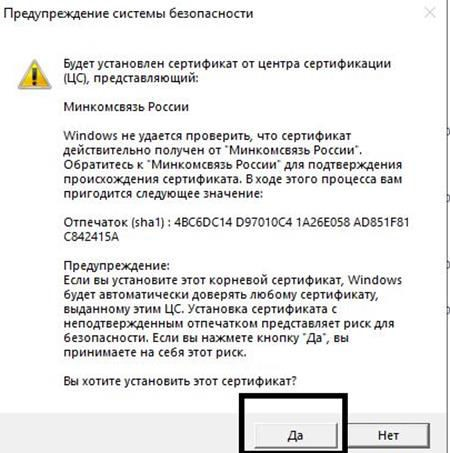 Предупреждение системы безопасности
Будет установлен сертификат от центра сертификации
(ЦС), представляющий:
Минкомсвязь России
Windows не удается проверить, что сертификат
действительно получен от "Минкомсвязь России".
Обратитесь к "Минкомсвязь России" для подтверждения
происхождения сертификата. В ходе этого процесса вам
пригодится следующее значение:
Отпечаток (sha1) : 4BC6DC14 D97010C4 1A26E058 AD851F81
C842415A
Предупреждение:
Если вы установите этот корневой сертификат, Windows
будет автоматически доверять любому сертификату,
выданному этим ЦС. Установка сертификата с
неподтвержденным отпечатком представляет риск для
безопасности. Если вы нажмете кнопку "Да", вы
принимаете на себя этот риск.
Вы хотите установить этот сертификат?
Да
Нет